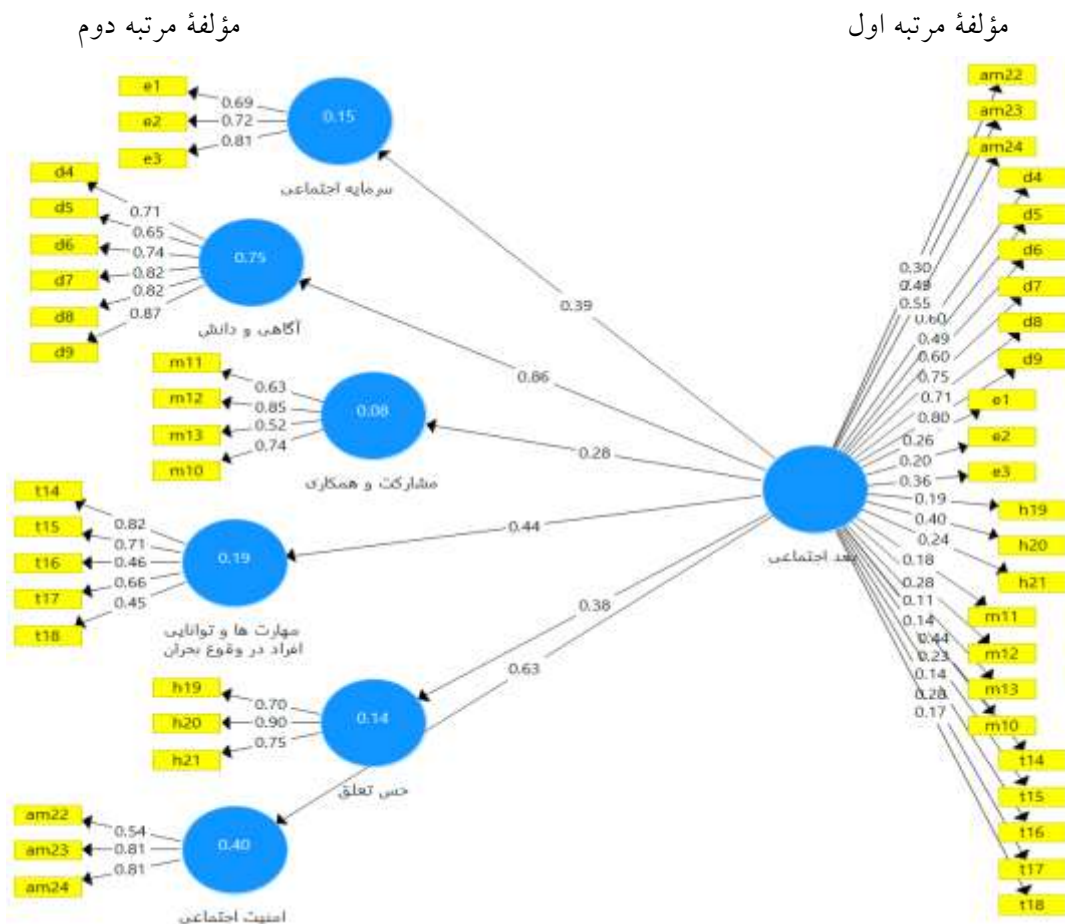 مؤلفهٔ مرتبه اول
مؤلفهٔ مرتبه دوم
e1
e2
e3
0.69
0.72
0.81
0.15
سرمایه اجتماعی
d4
d5
d6
d7
d8
d9
0.71
0.65
0.74
0.82
0.82
0.87
0.75
آگاهی و دانش
m11
m12
m13
m10
0.63
0.85
0.52
0.74
0.08
مشارکت و همکاری
t14
t15
t16
t17
t18
0.82
0.71
0.46
0.66
0.45
0.19
مهارت ها و توانایی
افراد در وقوع بحران
h19
h20
h21
0.70
0.90
0.75
0.14
حس تعلق
am22
am23
am24
0.54
0.81
0.81
0.40
امنیت اجتماعی
0.39
0.86
0.28
0.44
0.38
0.63
بعد اجتماعی
0.30
0.55
0.60
0.49
0.60
0.75
0.71
0.80
0.26
0.20
0.36
0.19
0.40
0.24
0.18
0.28
0.11
0.14
0.44
0.23
0.14
0.28
0.17
am22
am23
am24
d4
d5
d6
d7
d8
d9
e1
e2
e3
h19
h20
h21
m11
m12
m13
m10
t14
t15
t16
t17
t18